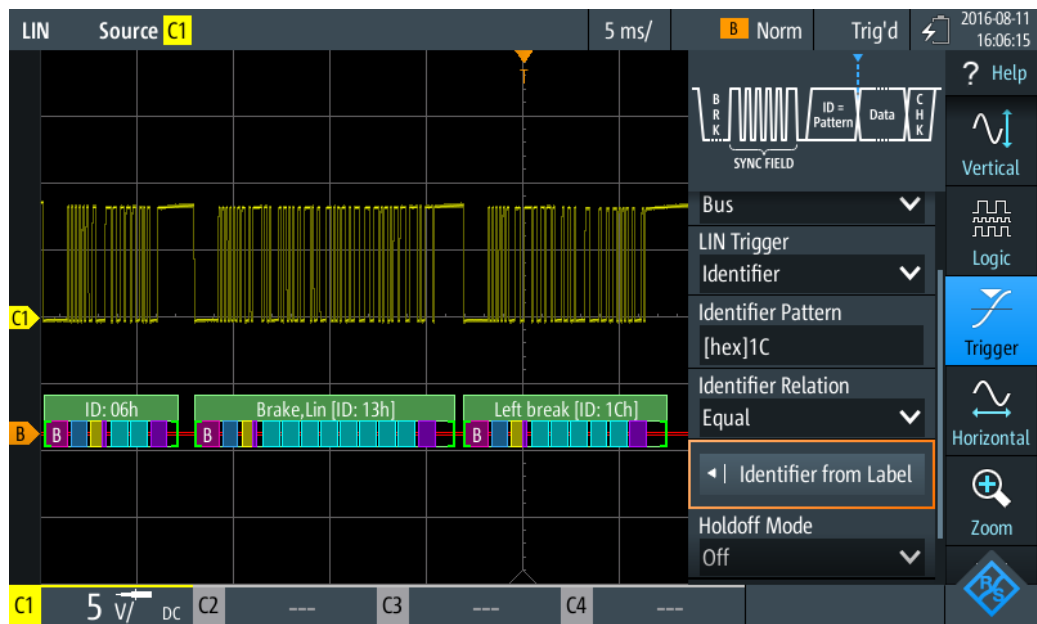 LIN Source C1 5 ms/ B Norm Trig'd 2016-08-11
16:06:15
T
? Help
B
R
K
ID =
Pattern
Data
C
H
K
SYNC FIELD
Vertical
Bus
LIN Trigger
Identifier
Logic
Identifier Pattern
[hex]1C
Trigger
C1
Identifier Relation
Equal
ID: 06h Brake,Lin [ID: 13h] Left break [ID: 1Ch]
B B B B
Horizontal
Identifier from Label
Holdoff Mode
Off
Zoom
C1 5 V/ DC C2 --- C3 --- C4 ---
R&S